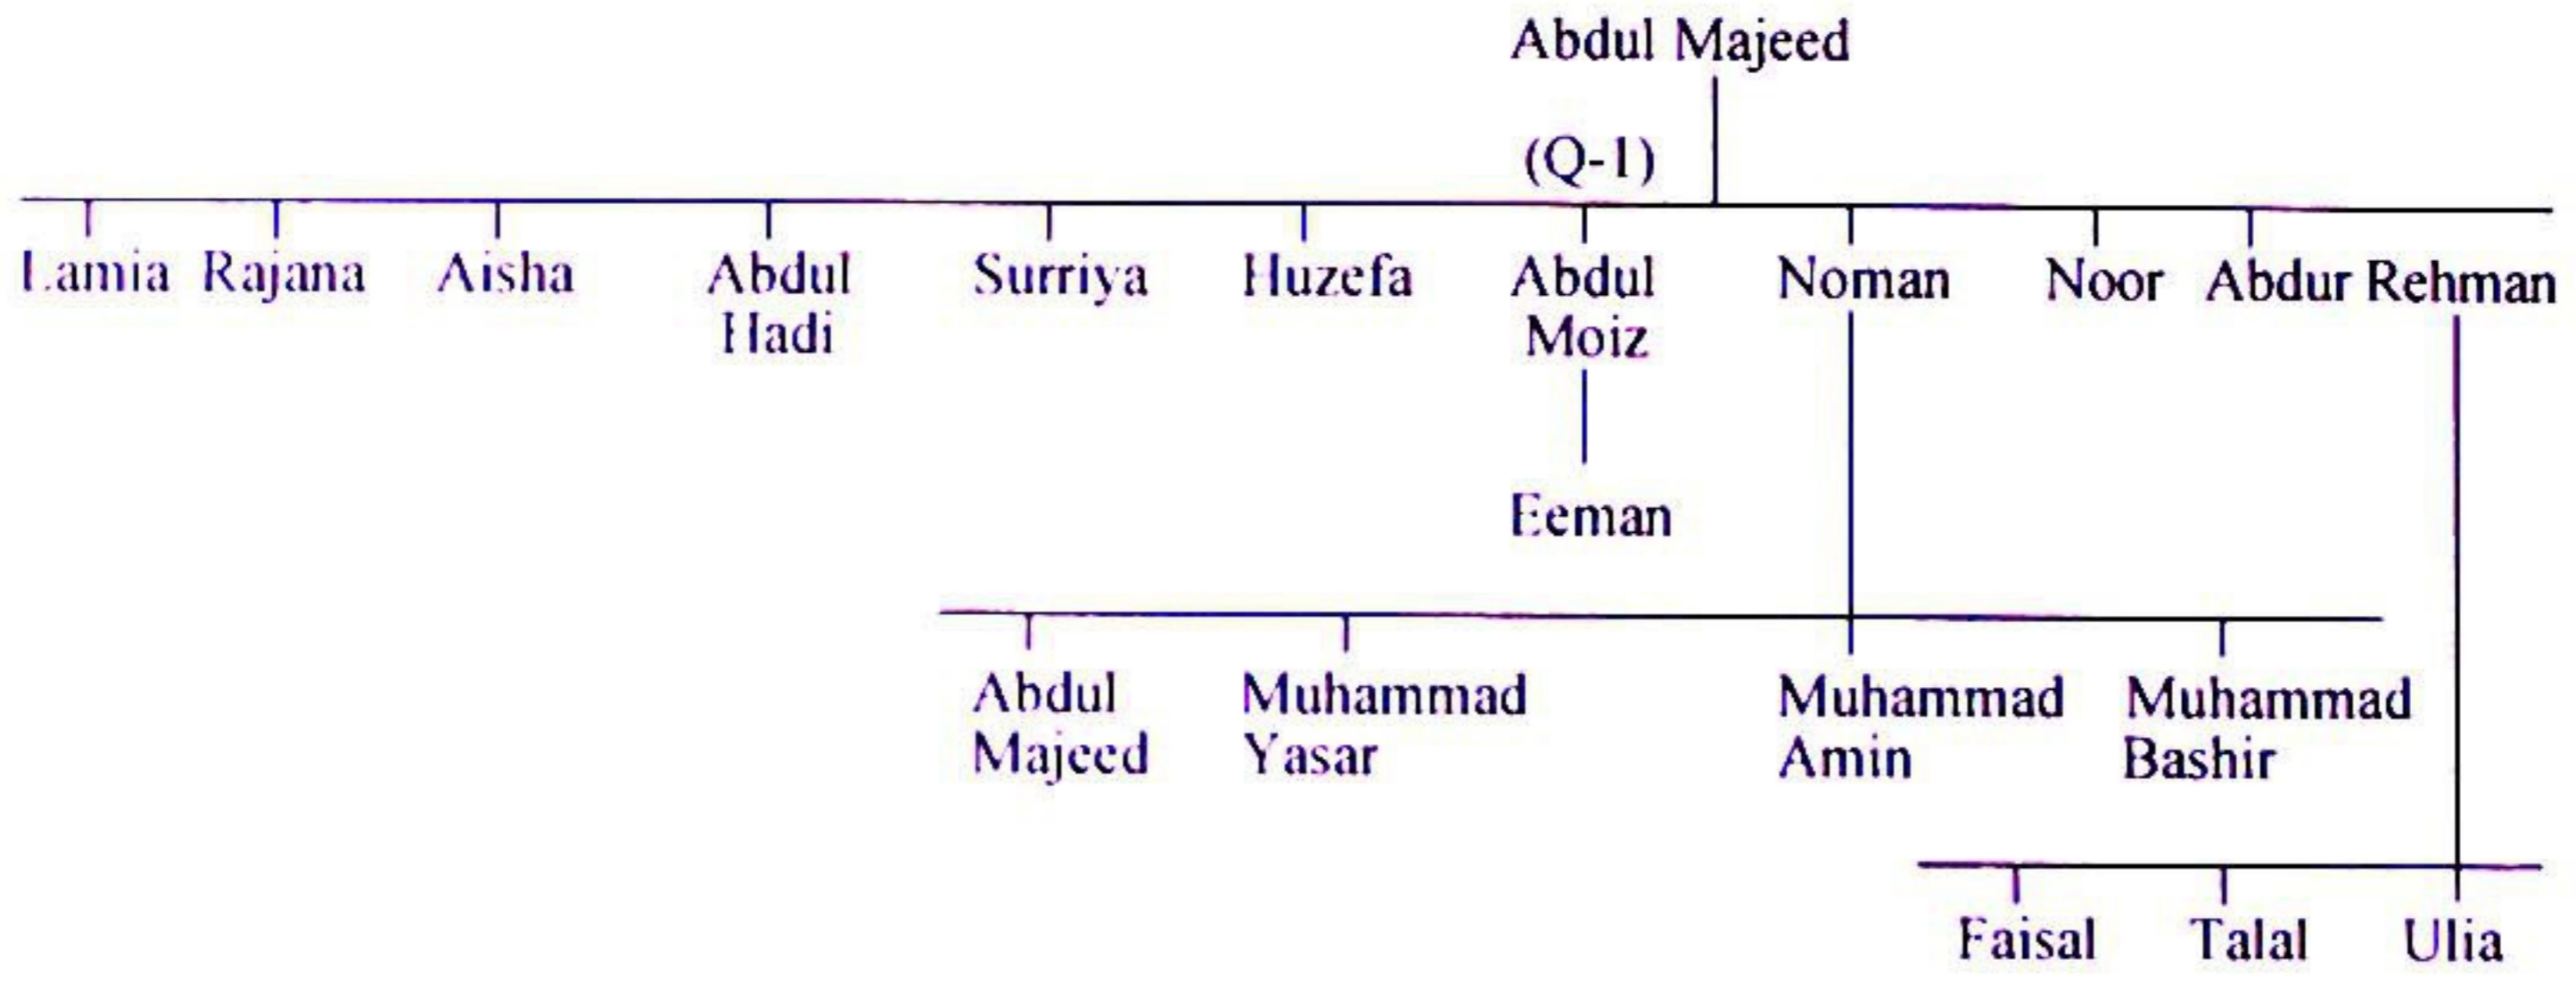 Abdul Majeed
(Q-1)
Lamia Rajana Aisha Abdul Hadi Surriya Huzefa Abdul Moiz Noman Noor Abdur Rehman
Eeman
Abdul Majeed Muhammad Yasar Muhammad Amin Muhammad Bashir
Faisal Talal Ulia